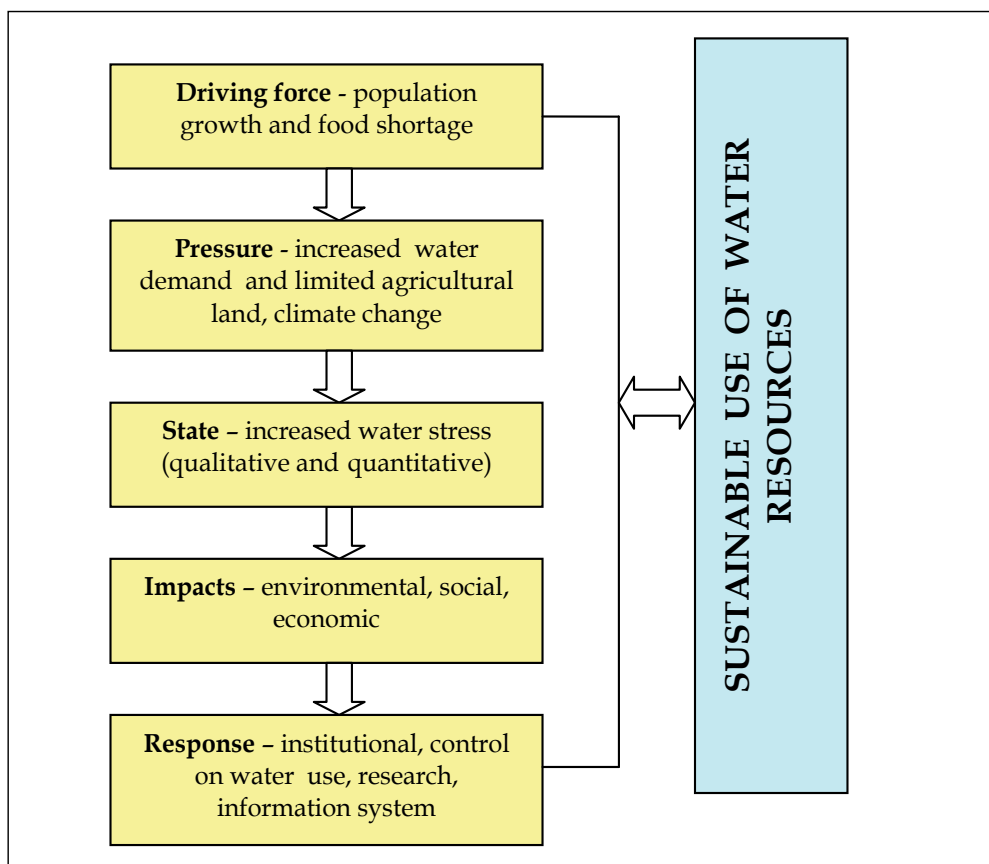 Driving force - population
growth and food shortage
Pressure - increased water
demand and limited agricultural
land, climate change
State – increased water stress
(qualitative and quantitative)
Impacts – environmental, social,
economic
Response – institutional, control
on water use, research,
information system
SUSTAINABLE USE OF WATER
RESOURCES